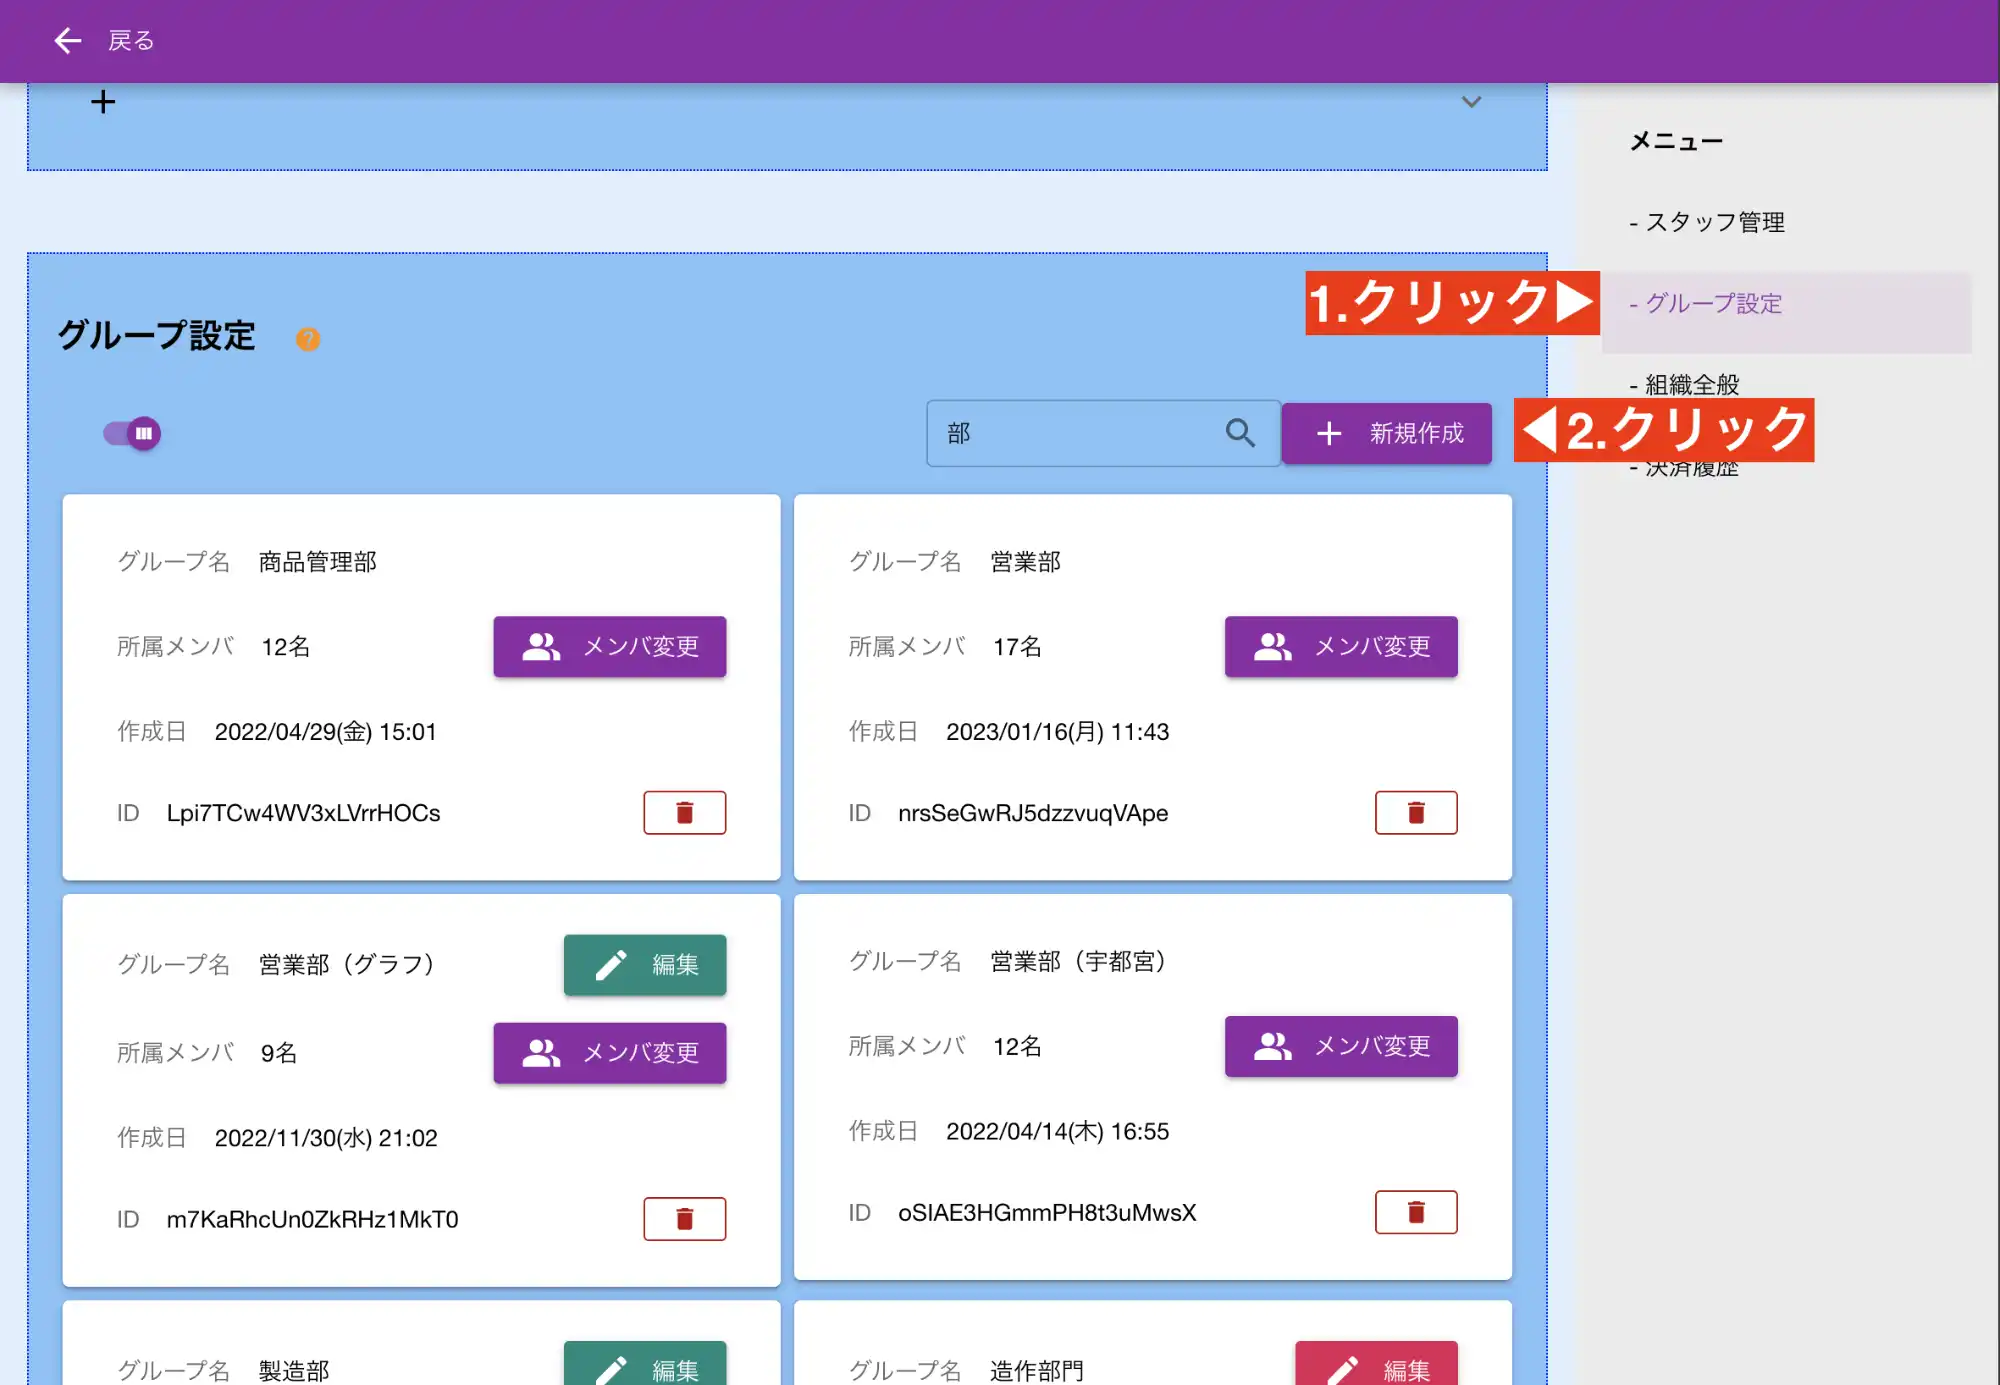 戻る
メニュー
- スタッフ管理
- グループ設定
- 組織全般
- 決済履歴
1.クリック▶
◀2.クリック
グループ設定 ?
部
新規作成
グループ名 商品管理部
所属メンバ 12名 メンバ変更
作成日 2022/04/29(金) 15:01
ID Lpi7TCw4WV3xLVrrHOCs
グループ名 営業部
所属メンバ 17名 メンバ変更
作成日 2023/01/16(月) 11:43
ID nrsSeGwRJ5dzzvuqVApe
グループ名 営業部（グラフ） 編集
所属メンバ 9名 メンバ変更
作成日 2022/11/30(水) 21:02
ID m7KaRhcUn0ZkRHz1MkT0
グループ名 営業部（宇都宮）
所属メンバ 12名 メンバ変更
作成日 2022/04/14(木) 16:55
ID oSIAE3HGmmPH8t3uMwsX
グループ名 製造部 編集
グループ名 造作部門 編集